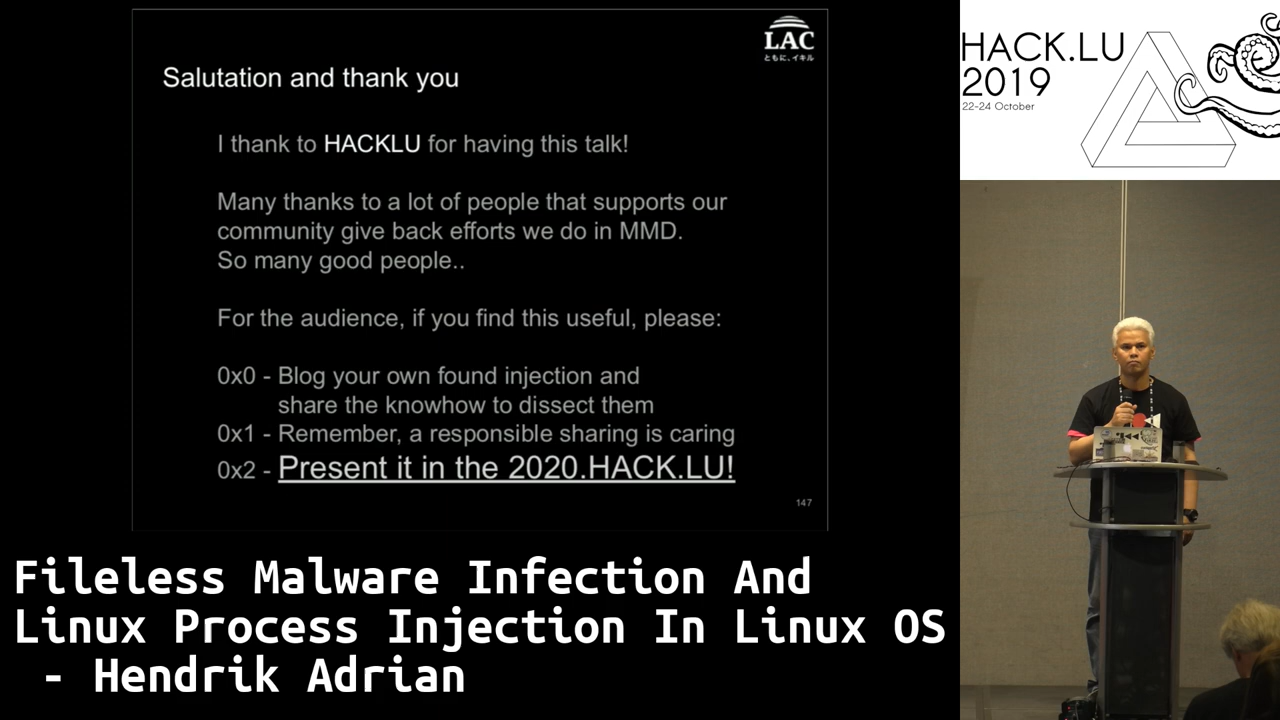 LAC
ともに、イキル
Salutation and thank you
I thank to HACKLU for having this talk!
Many thanks to a lot of people that supports our
community give back efforts we do in MMD.
So many good people..
For the audience, if you find this useful, please:
0x0 - Blog your own found injection and
share the knowhow to dissect them
0x1 - Remember, a responsible sharing is caring
0x2 - Present it in the 2020.HACK.LU!
147
Fileless Malware Infection And
Linux Process Injection In Linux OS
- Hendrik Adrian
HACK.LU
2019
22-24 October